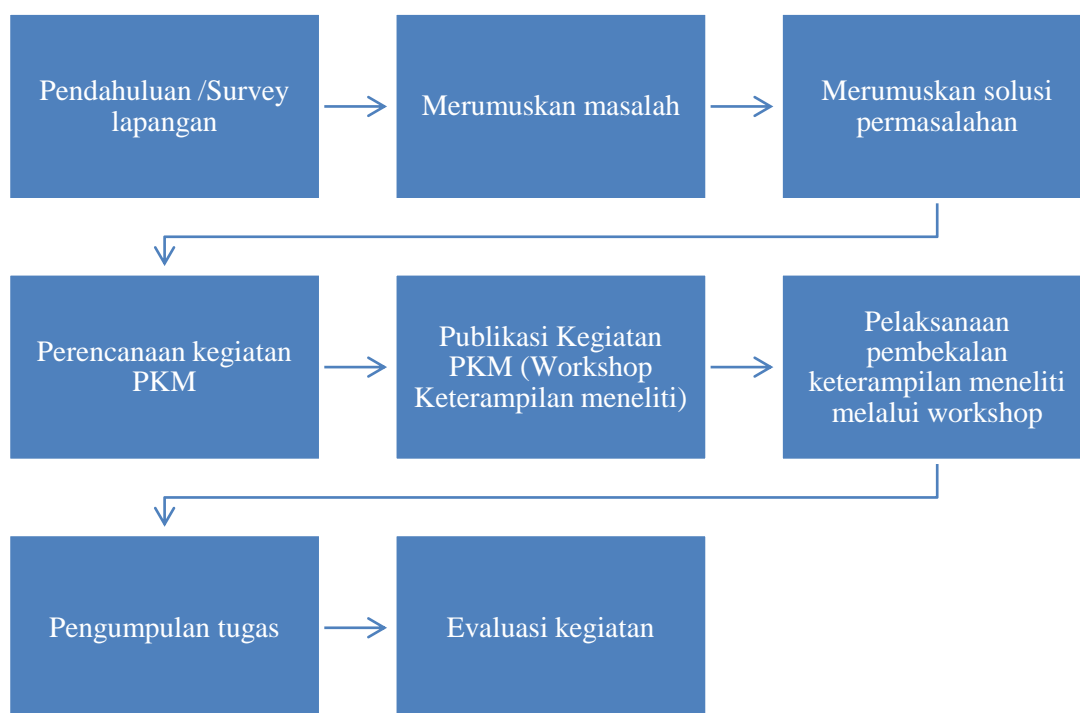 Pendahuluan /Survey
lapangan
Merumuskan masalah
Merumuskan solusi
permasalahan
Perencanaan kegiatan
PKM
Publikasi Kegiatan
PKM (Workshop
Keterampilan meneliti)
Pelaksanaan
pembekalan
keterampilan meneliti
melalui workshop
Pengumpulan tugas
Evaluasi kegiatan